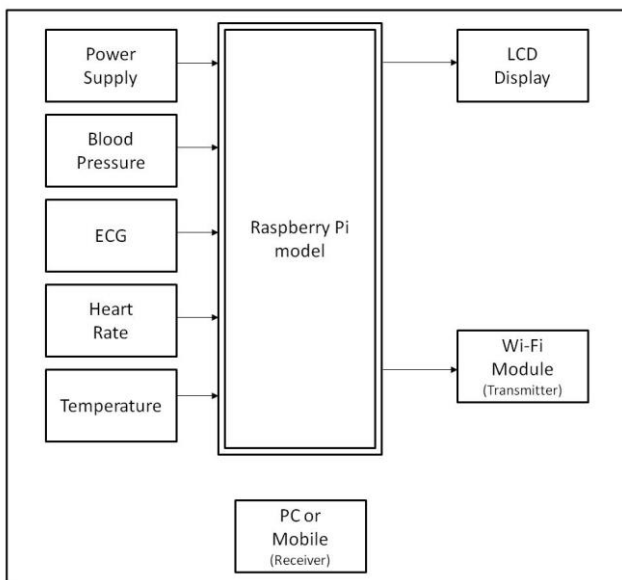 Power
Supply
Blood
Pressure
ECG
Heart
Rate
Temperature
Raspberry Pi
model
LCD
Display
Wi-Fi
Module
(Transmitter)
PC or
Mobile
(Receiver)